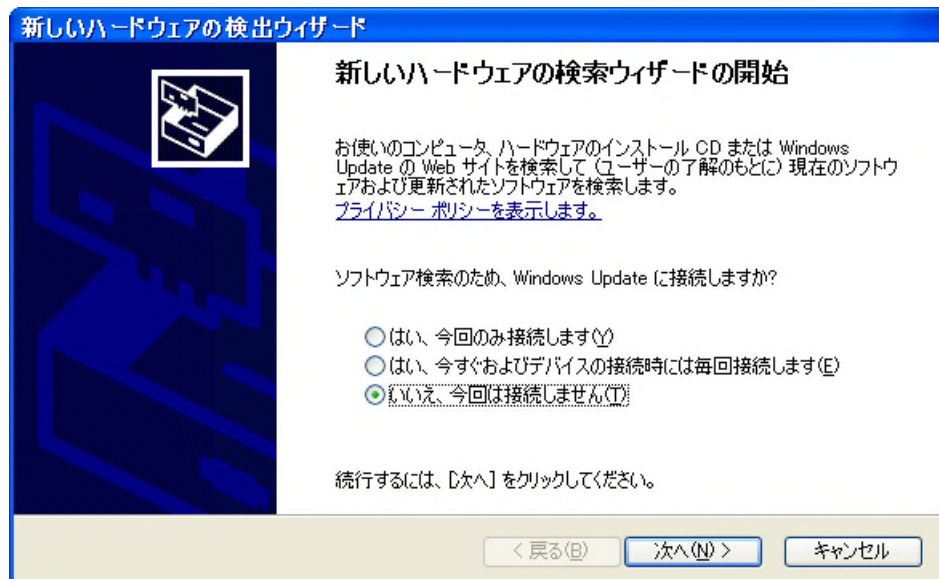 新しいハードウェアの検出ウィザード
新しいハードウェアの検索ウィザードの開始
お使いのコンピュータ、ハードウェアのインストール CD または Windows
Update の Web サイトを検索して (ユーザーの了解のもとに) 現在のソフトウ
ェアおよび更新されたソフトウェアを検索します。
プライバシー ポリシーを表示します。
ソフトウェア検索のため、Windows Update に接続しますか?
はい、今回のみ接続します(Y)
はい、今すぐおよびデバイスの接続時には毎回接続します(E)
いいえ、今回は接続しません(T)
続行するには、[次へ] をクリックしてください。
< 戻る(B) 次へ(N) > キャンセル